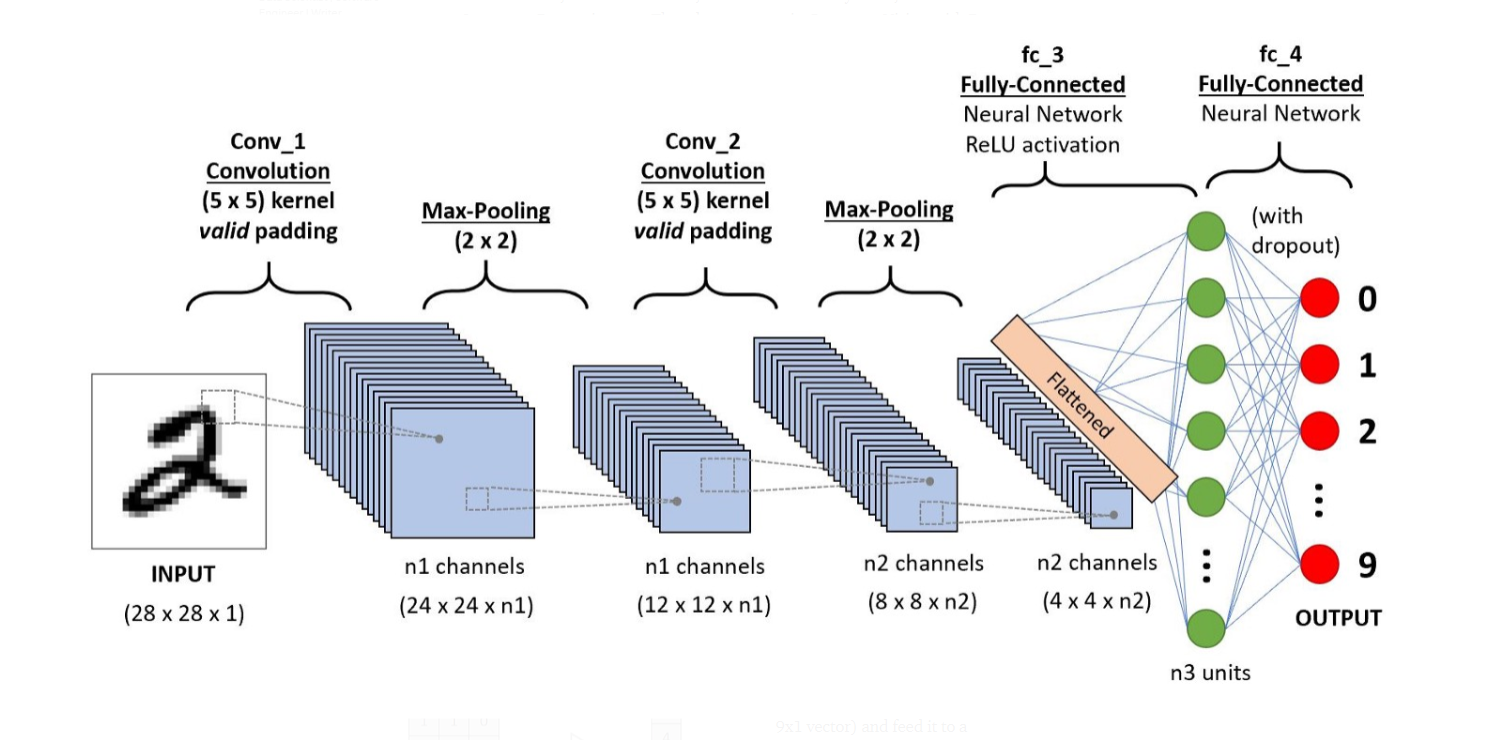 fc_3
Fully-Connected
Neural Network
ReLU activation
fc_4
Fully-Connected
Neural Network
Conv_1
Convolution
(5 x 5) kernel
valid padding
Max-Pooling
(2 x 2)
Conv_2
Convolution
(5 x 5) kernel
valid padding
Max-Pooling
(2 x 2)
(with
dropout)
Flattened
0
1
2
9
OUTPUT
INPUT
(28 x 28 x 1)
n1 channels
(24 x 24 x n1)
n1 channels
(12 x 12 x n1)
n2 channels
(8 x 8 x n2)
n2 channels
(4 x 4 x n2)
n3 units
2
9x1 vector) and feed it to a